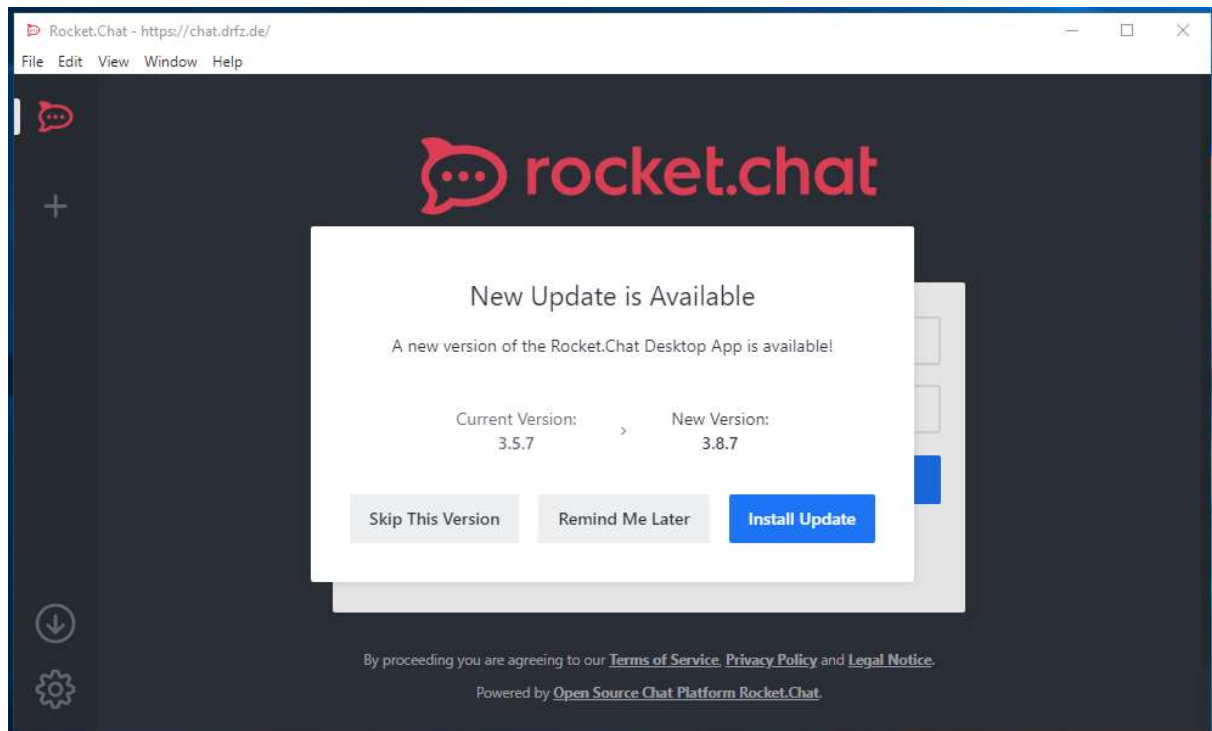 Rocket.Chat - https://chat.drfz.de/
File Edit View Window Help
rocket.chat
New Update is Available
A new version of the Rocket.Chat Desktop App is available!
Current Version:
3.5.7
›
New Version:
3.8.7
Skip This Version
Remind Me Later
Install Update
By proceeding you are agreeing to our Terms of Service, Privacy Policy and Legal Notice.
Powered by Open Source Chat Platform Rocket.Chat.